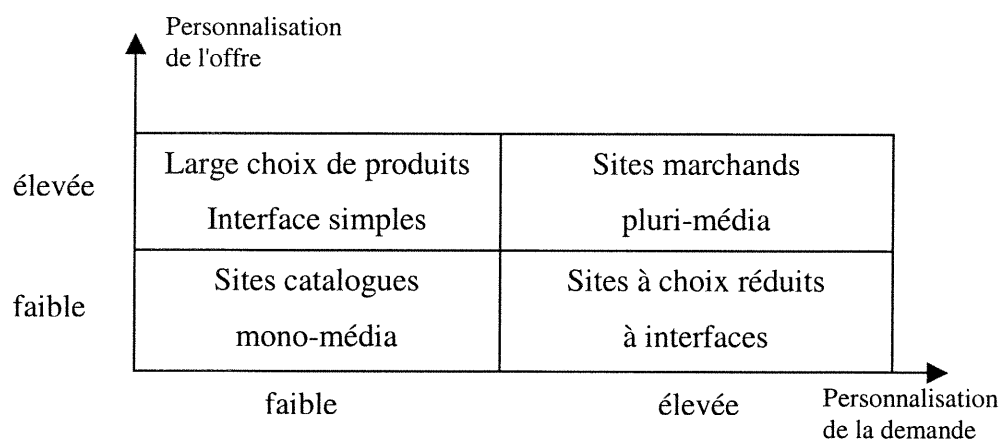 Personnalisation
de l'offre
élevée
Large choix de produits
Interface simples
Sites marchands
pluri-média
faible
Sites catalogues
mono-média
Sites à choix réduits
à interfaces
faible
élevée
Personnalisation
de la demande